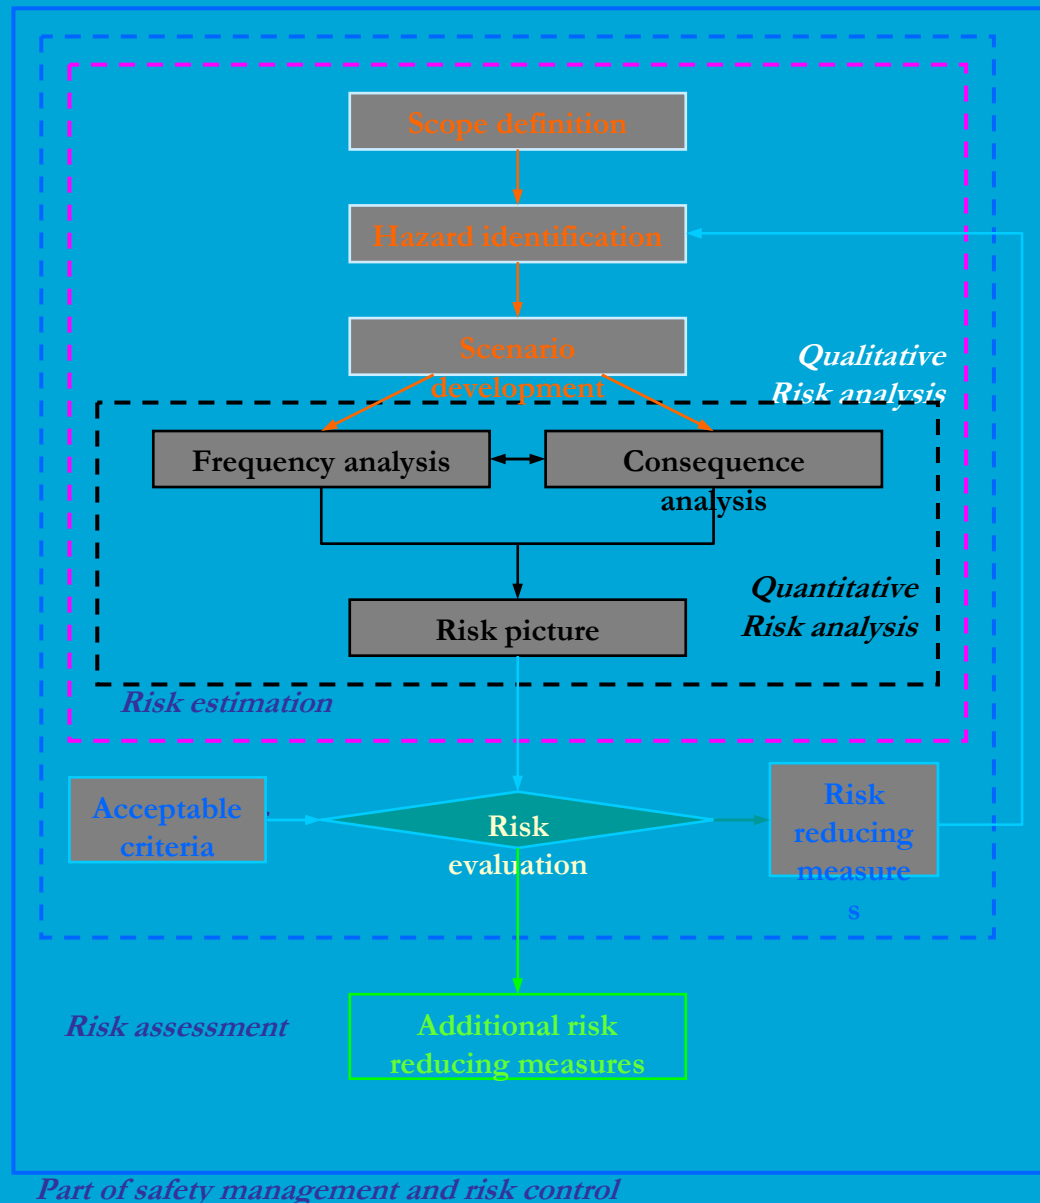 Scope definition
Hazard identification
Scenario
development
Qualitative
Risk analysis
Frequency analysis
Consequence
analysis
Quantitative
Risk analysis
Risk picture
Risk estimation
Acceptable
criteria
Risk
evaluation
Risk
reducing
measure
s
Risk assessment
Additional risk
reducing measures
Part of safety management and risk control